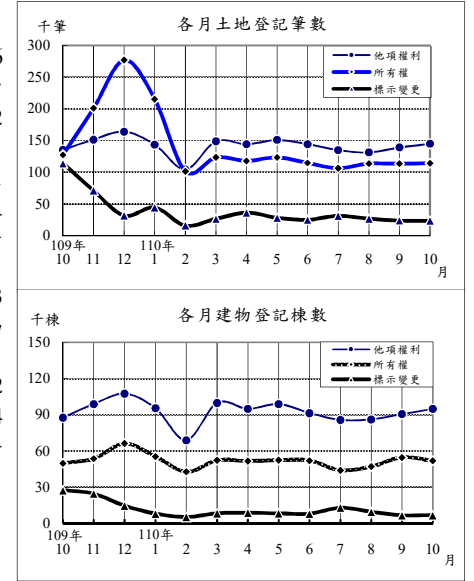 千筆 各月土地登記筆數
300
250
200
150
100
50
0
他項權利
所有權
標示變更
109年 110年
10 11 12 1 2 3 4 5 6 7 8 9 10
月
千棟 各月建物登記棟數
150
120
90
60
30
0
他項權利
所有權
標示變更
109年 110年
10 11 12 1 2 3 4 5 6 7 8 9 10
月